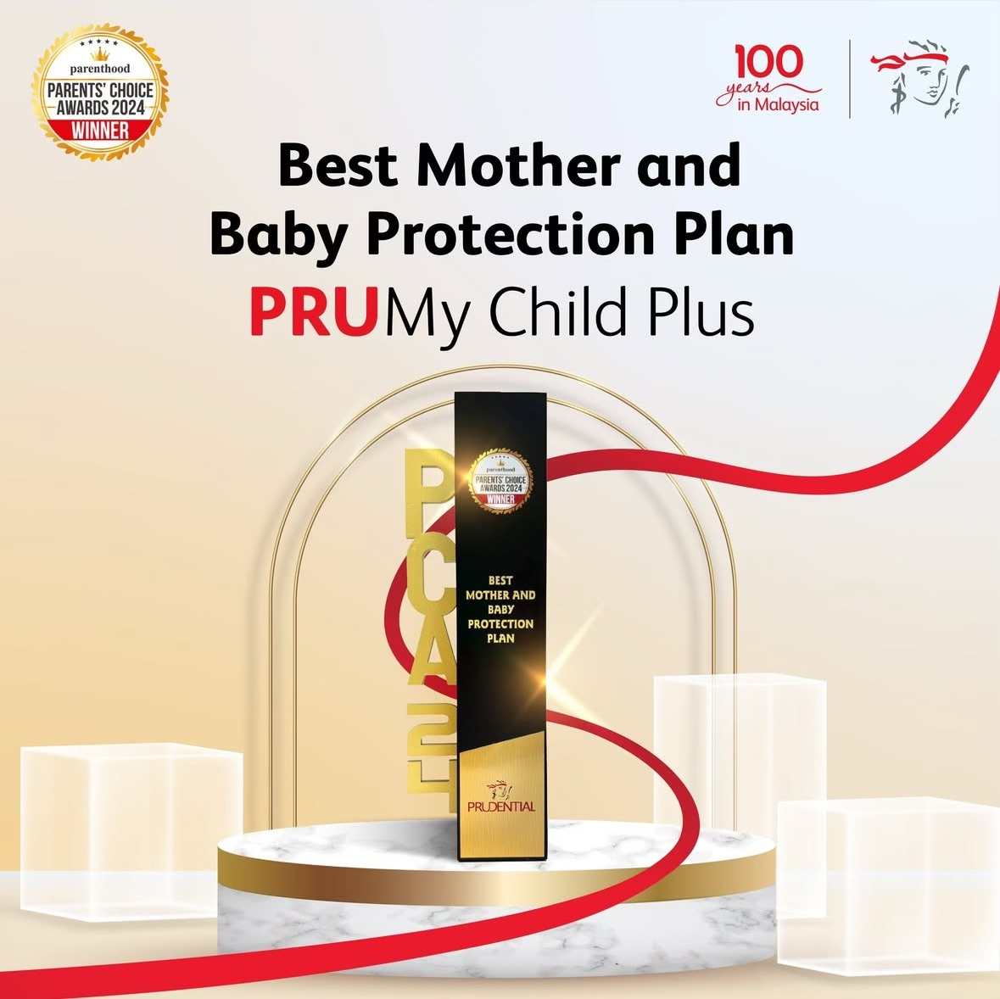 parenthood
PARENTS' CHOICE
AWARDS 2024
WINNER
100
years
in Malaysia
Best Mother and
Baby Protection Plan
PRUMy Child Plus
PCA24
parenthood
PARENTS' CHOICE
AWARDS 2024
WINNER
BEST
MOTHER AND
BABY
PROTECTION
PLAN
PRUDENTIAL